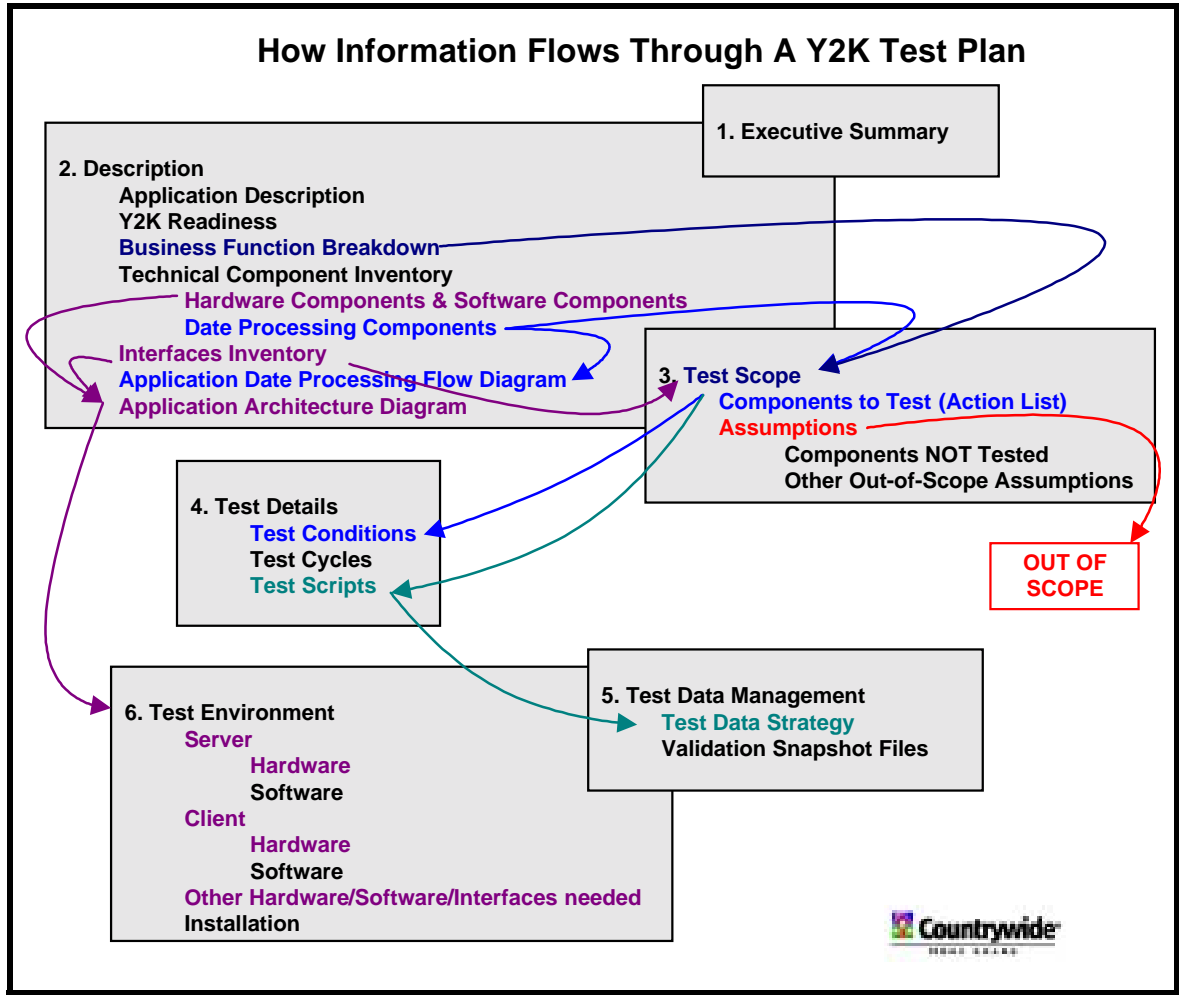 How Information Flows Through A Y2K Test Plan
1. Executive Summary
2. Description
Application Description
Y2K Readiness
Business Function Breakdown
Technical Component Inventory
Hardware Components & Software Components
Date Processing Components
Interfaces Inventory
Application Date Processing Flow Diagram
Application Architecture Diagram
3. Test Scope
Components to Test (Action List)
Assumptions
Components NOT Tested
Other Out-of-Scope Assumptions
4. Test Details
Test Conditions
Test Cycles
Test Scripts
OUT OF
SCOPE
5. Test Data Management
Test Data Strategy
Validation Snapshot Files
6. Test Environment
Server
Hardware
Software
Client
Hardware
Software
Other Hardware/Software/Interfaces needed
Installation
Countrywide